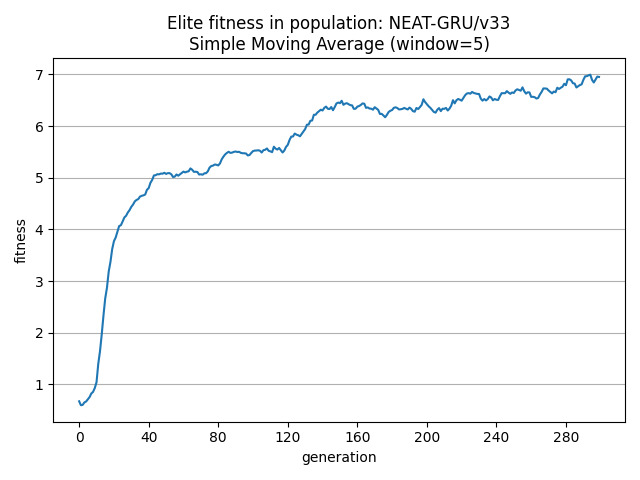 Elite fitness in population: NEAT-GRU/v33
Simple Moving Average (window=5)
7
6
5
4
3
2
1
fitness
0 40 80 120 160 200 240 280
generation